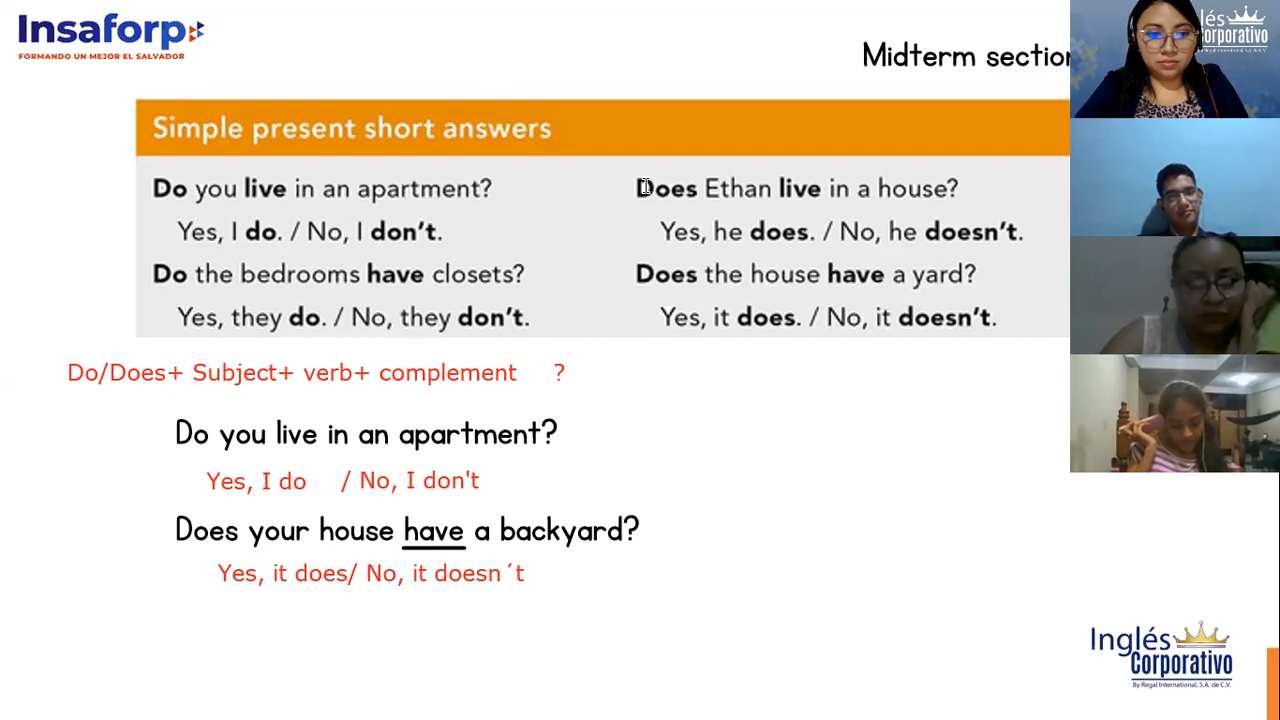 Insaforp
FORMANDO UN MEJOR EL SALVADOR
Midterm section
Simple present short answers
Do you live in an apartment?
Yes, I do. / No, I don't.
Do the bedrooms have closets?
Yes, they do. / No, they don't.
Does Ethan live in a house?
Yes, he does. / No, he doesn't.
Does the house have a yard?
Yes, it does. / No, it doesn't.
Do/Does+ Subject+ verb+ complement ?
Do you live in an apartment?
Yes, I do / No, I don't
Does your house have a backyard?
Yes, it does/ No, it doesn´t
Inglés
Corporativo
By Regal International, S.A. de C.V.